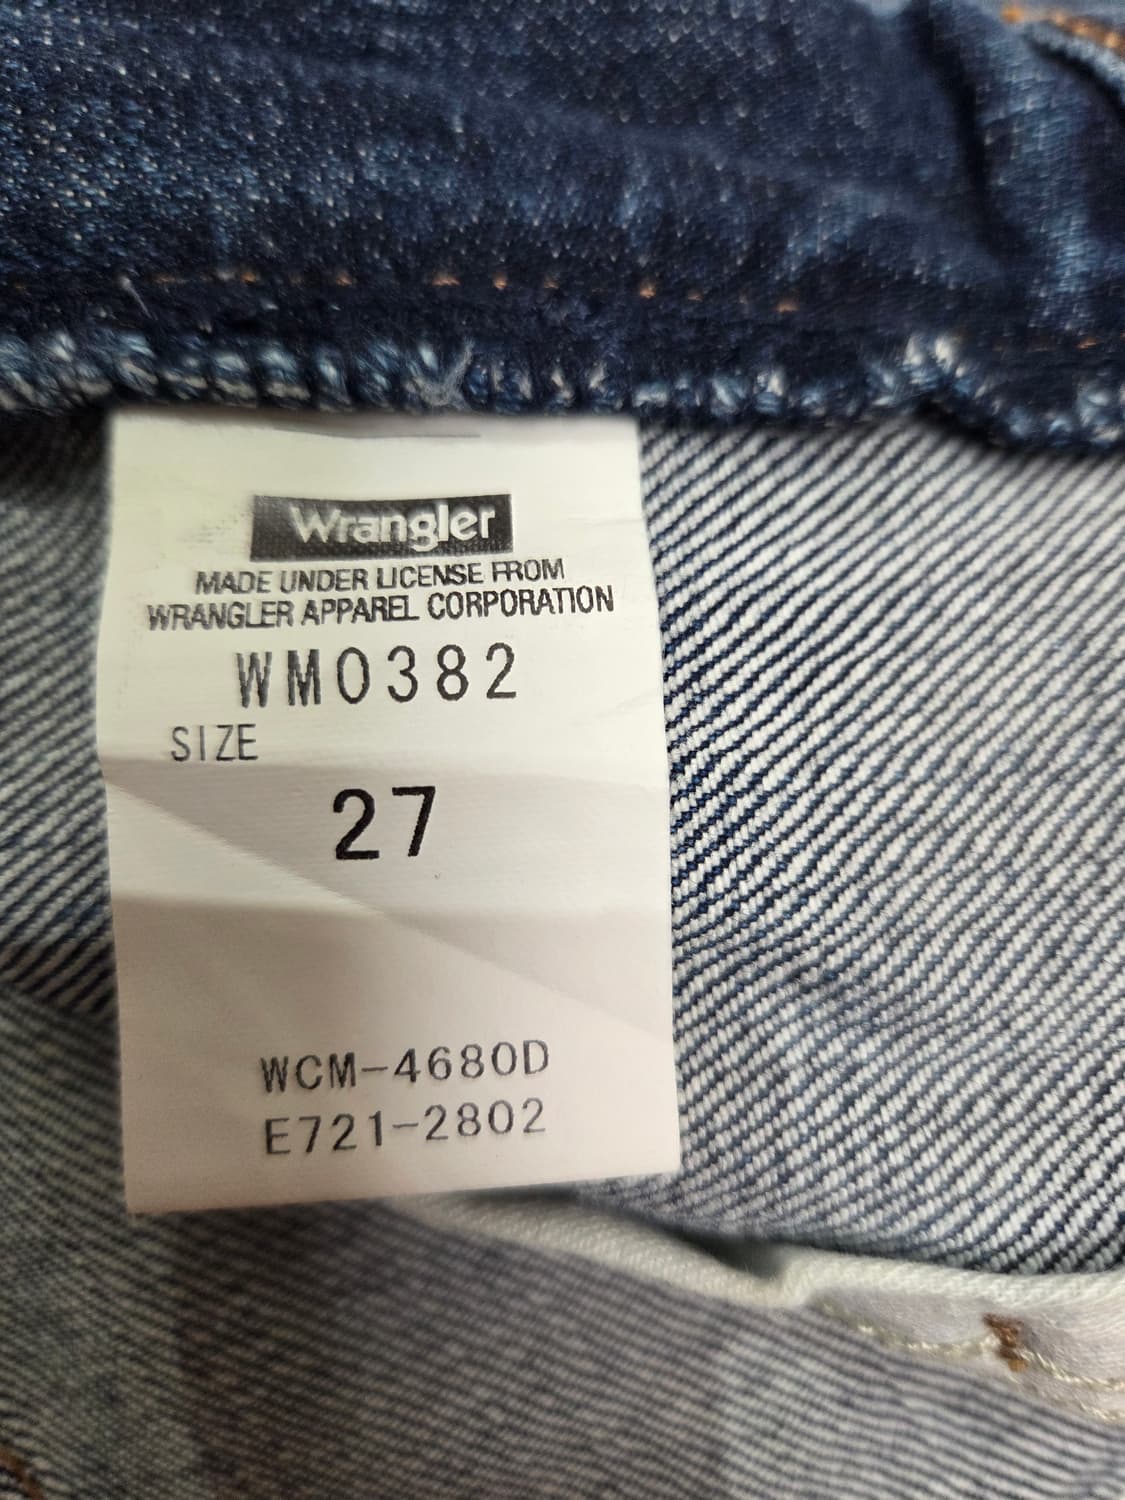 Wrangler
MADE UNDER LICENSE FROM
WRANGLER APPAREL CORPORATION
WM0382
SIZE
27
WCM-4680D
E721-2802